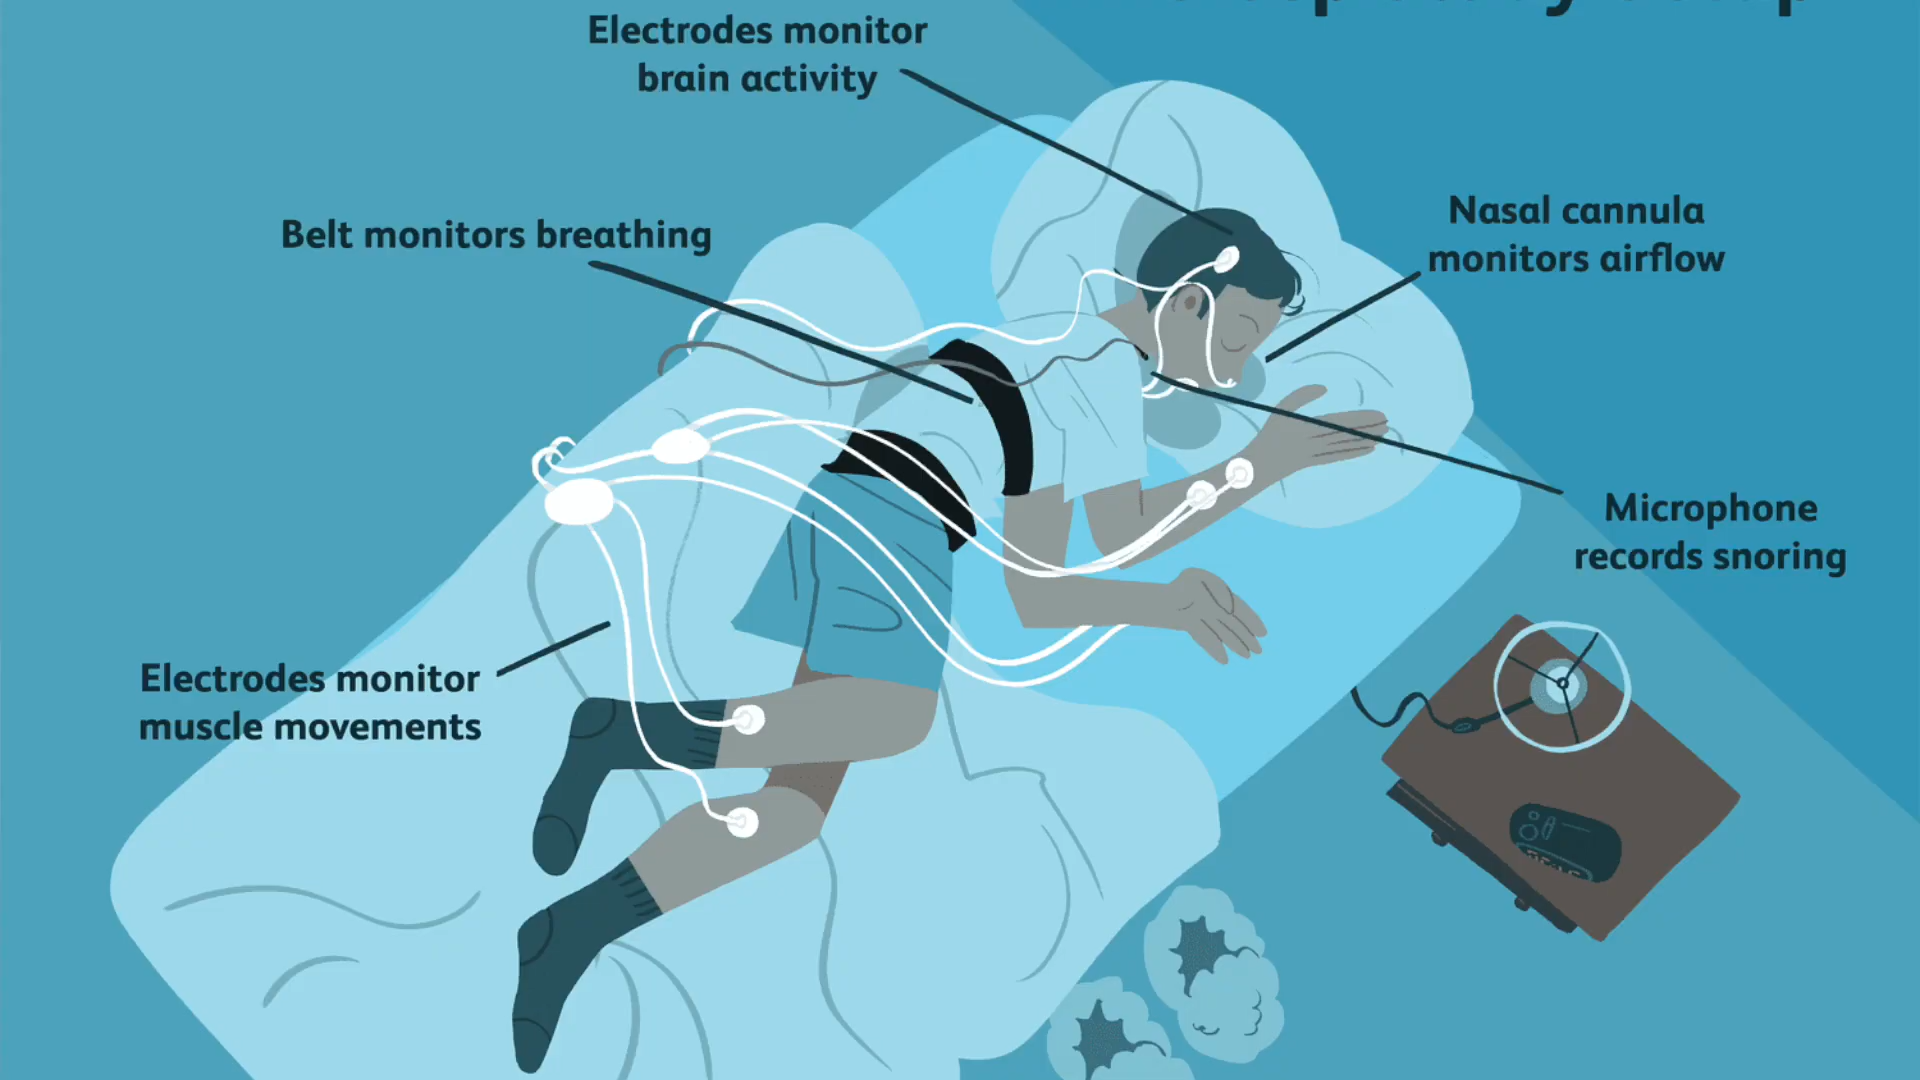 Electrodes monitor
brain activity
Belt monitors breathing
Nasal cannula
monitors airflow
Microphone
records snoring
Electrodes monitor
muscle movements